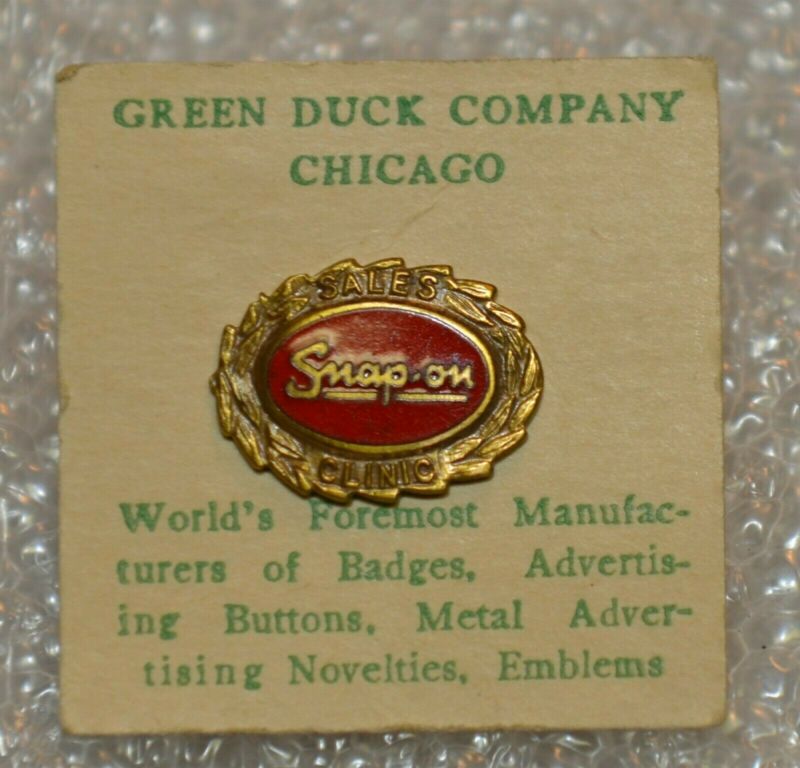 GREEN DUCK COMPANY
CHICAGO
SALES
Snap-on
CLINIC
World's Foremost Manufac-
turers of Badges, Advertis-
ing Buttons, Metal Adver-
tising Novelties, Emblems